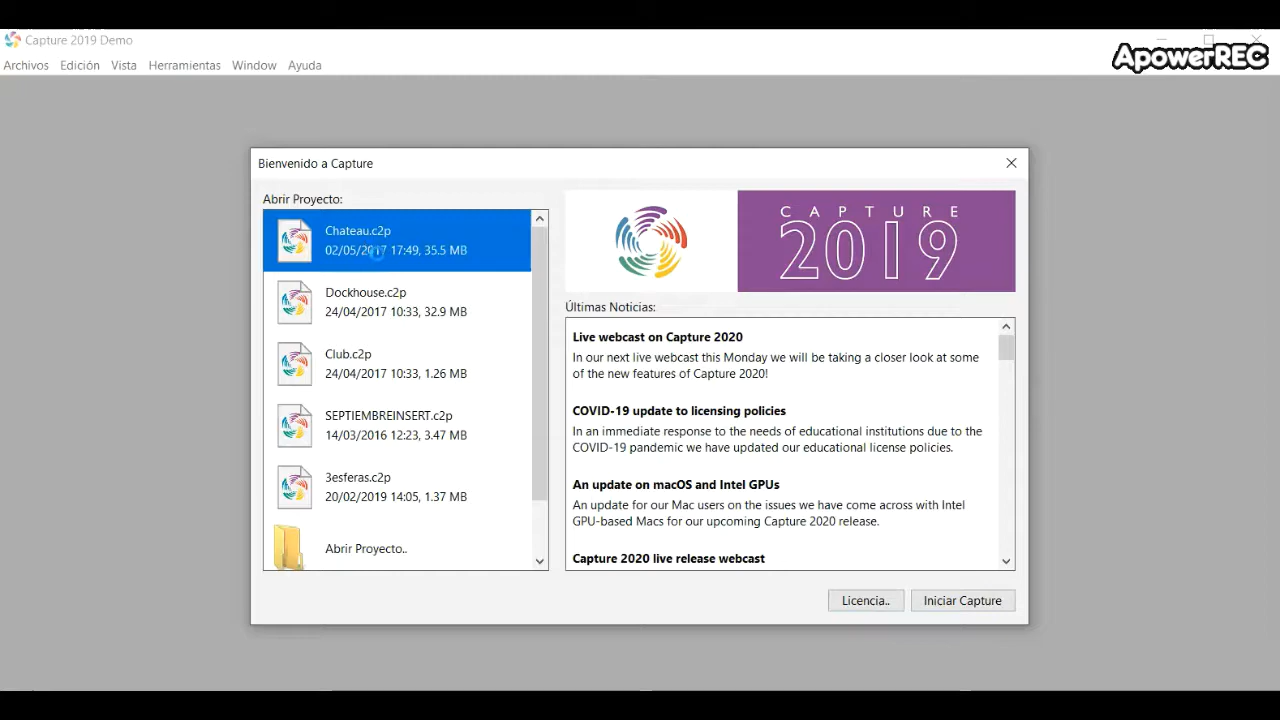 Capture 2019 Demo
ApowerREC
Archivos Edición Vista Herramientas Window Ayuda
Bienvenido a Capture
Abrir Proyecto:
Chateau.c2p
02/05/2017 17:49, 35.5 MB
Dockhouse.c2p
24/04/2017 10:33, 32.9 MB
Club.c2p
24/04/2017 10:33, 1.26 MB
SEPTIEMBREINSERT.c2p
14/03/2016 12:23, 3.47 MB
3esferas.c2p
20/02/2019 14:05, 1.37 MB
Abrir Proyecto..
CAPTURE
2019
Últimas Noticias:
Live webcast on Capture 2020
In our next live webcast this Monday we will be taking a closer look at some
of the new features of Capture 2020!
COVID-19 update to licensing policies
In an immediate response to the needs of educational institutions due to the
COVID-19 pandemic we have updated our educational license policies.
An update on macOS and Intel GPUs
An update for our Mac users on the issues we have come across with Intel
GPU-based Macs for our upcoming Capture 2020 release.
Capture 2020 live release webcast
Licencia.. Iniciar Capture